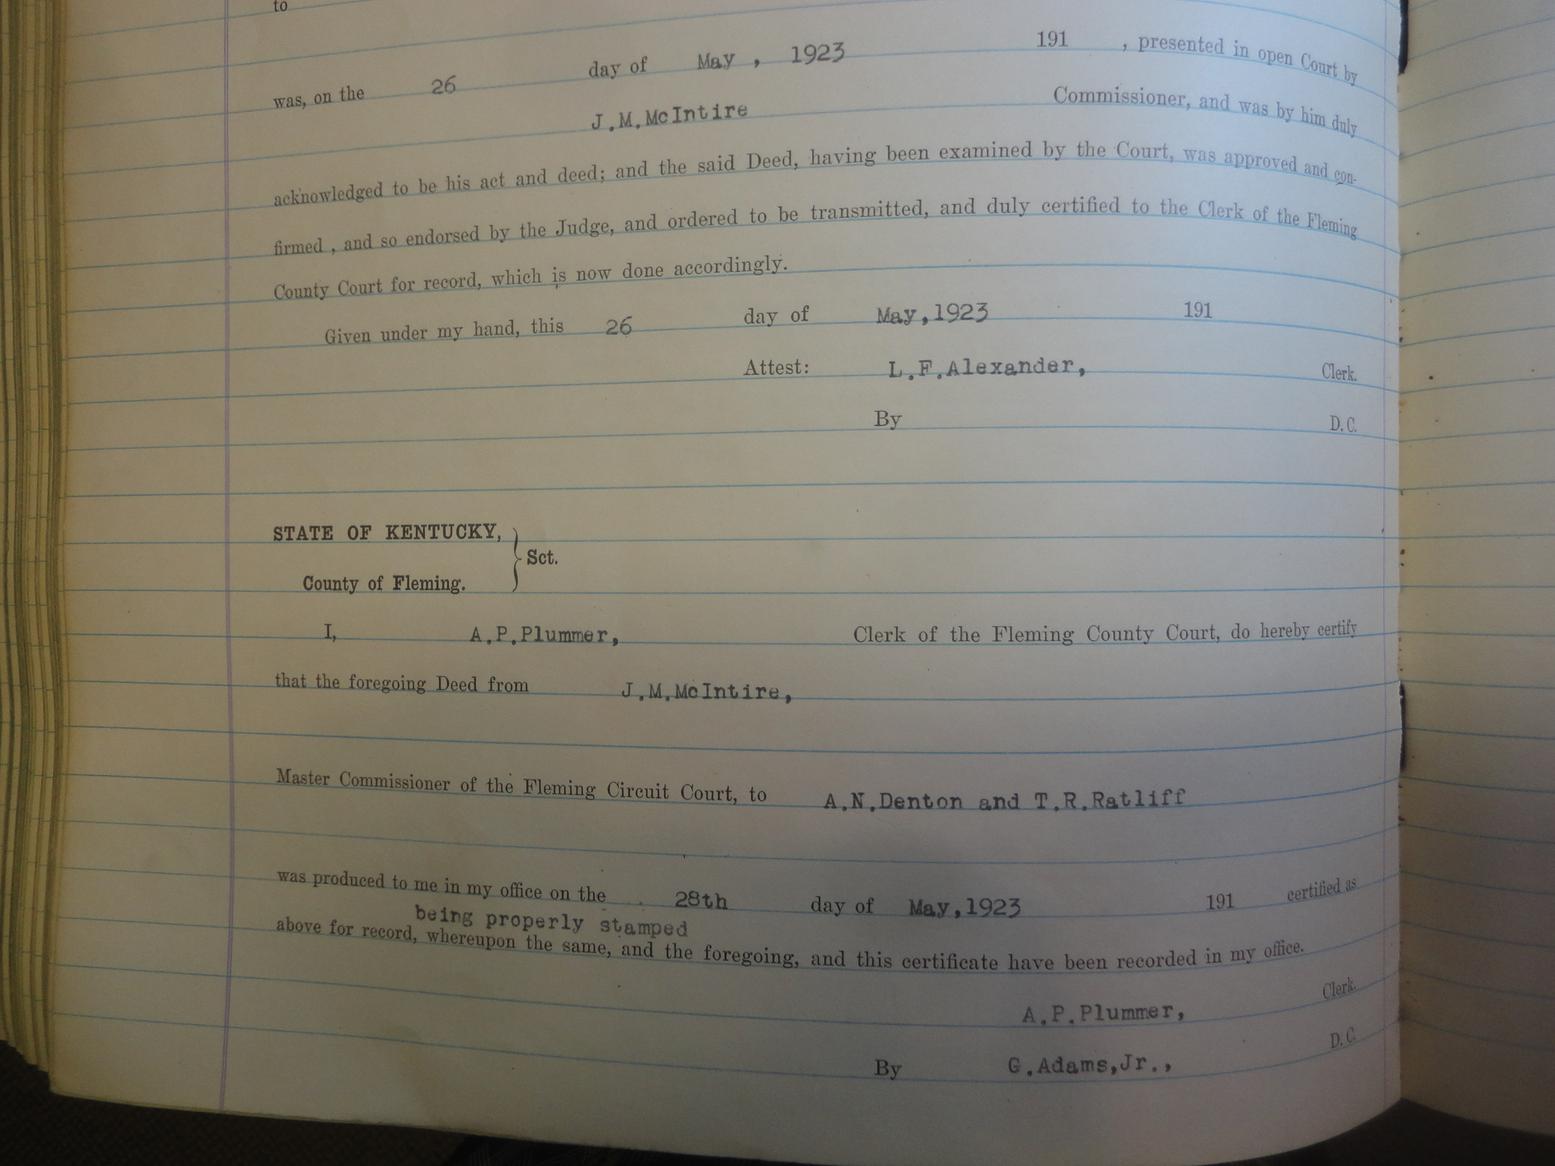 to
was, on the 26 day of May , 1923 191 , presented in open Court by
J.M.McIntire Commissioner, and was by him duly
acknowledged to be his act and deed; and the said Deed, having been examined by the Court, was approved and con-
firmed , and so endorsed by the Judge, and ordered to be transmitted, and duly certified to the Clerk of the Fleming
County Court for record, which is now done accordingly.
Given under my hand, this 26 day of May,1923 191
Attest: L.F.Alexander, Clerk.
By D.C.
STATE OF KENTUCKY,
Sct.
County of Fleming.
I, A.P.Plummer, Clerk of the Fleming County Court, do hereby certify
that the foregoing Deed from J.M.McIntire,
Master Commissioner of the Fleming Circuit Court, to A.N.Denton and T.R.Ratliff
was produced to me in my office on the 28th day of May,1923 191 certified as
being properly stamped
above for record, whereupon the same, and the foregoing, and this certificate have been recorded in my office.
A.P.Plummer, Clerk.
By G.Adams,Jr., D.C.